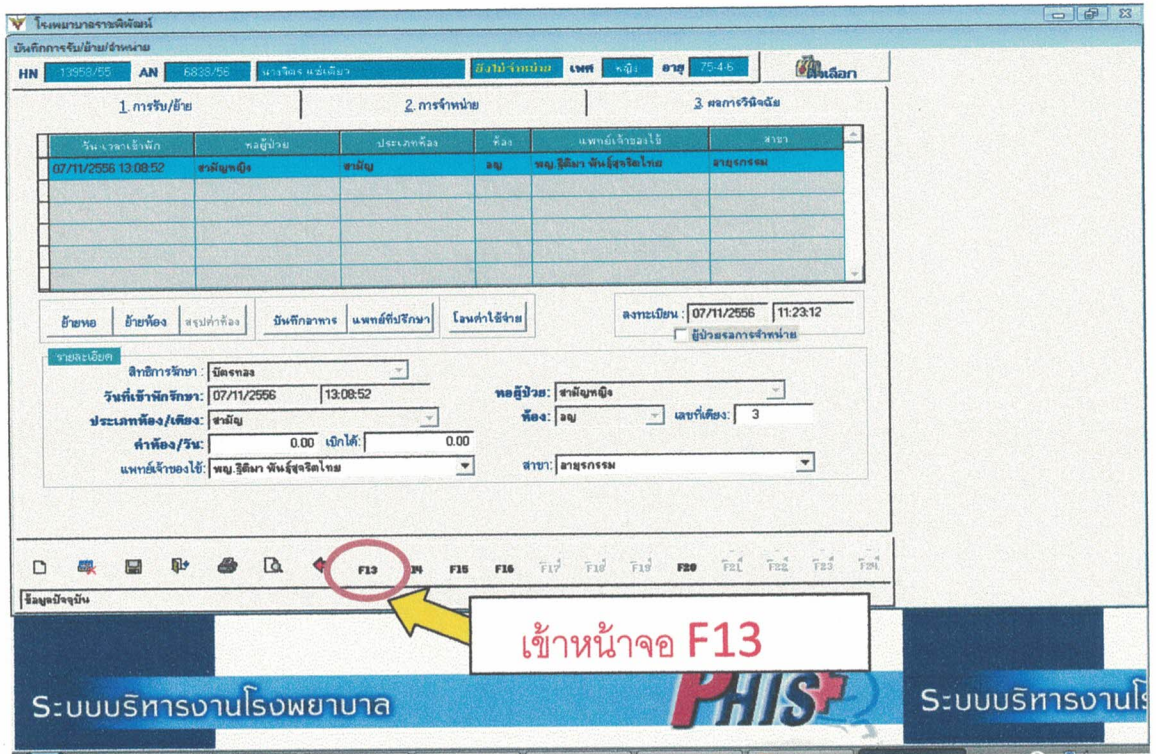 โรงพยาบาลราชพิพัฒน์
บันทึกการรับ/ย้าย/จำหน่าย
HN 13958/55 AN 6838/56 นางจิตร แซ่เตียว ยังไม่จำหน่าย เพศ หญิง อายุ 75-4-6 ตัวเลือก
1. การรับ/ย้าย 2. การจำหน่าย 3. ผลการวินิจฉัย
วัน-เวลาเข้าพัก หอผู้ป่วย ประเภทห้อง ห้อง แพทย์เจ้าของไข้ สาขา
07/11/2556 13:08:52 สามัญหญิง สามัญ อญ พญ.ฐิติมา พันธุ์สุจริตไทย อายุรกรรม
ย้ายหอ ย้ายห้อง สรุปค่าห้อง บันทึกอาหาร แพทย์ที่ปรึกษา โอนค่าใช้จ่าย ลงทะเบียน : 07/11/2556 11:23:12
ผู้ป่วยรอการจำหน่าย
รายละเอียด
สิทธิการรักษา : บัตรทอง
วันที่เข้าพักรักษา: 07/11/2556 13:08:52 หอผู้ป่วย: สามัญหญิง
ประเภทห้อง/เตียง: สามัญ ห้อง: อญ เลขที่เตียง: 3
ค่าห้อง/วัน: 0.00 เบิกได้: 0.00
แพทย์เจ้าของไข้: พญ.ฐิติมา พันธุ์สุจริตไทย สาขา: อายุรกรรม
F13 F14 F15 F16 F17 F18 F19 F20 F21 F22 F23 F24
ข้อมูลปัจจุบัน
เข้าหน้าจอ F13
ระบบบริหารงานโรงพยาบาล PHIS+ ระบบบริหารงานโร